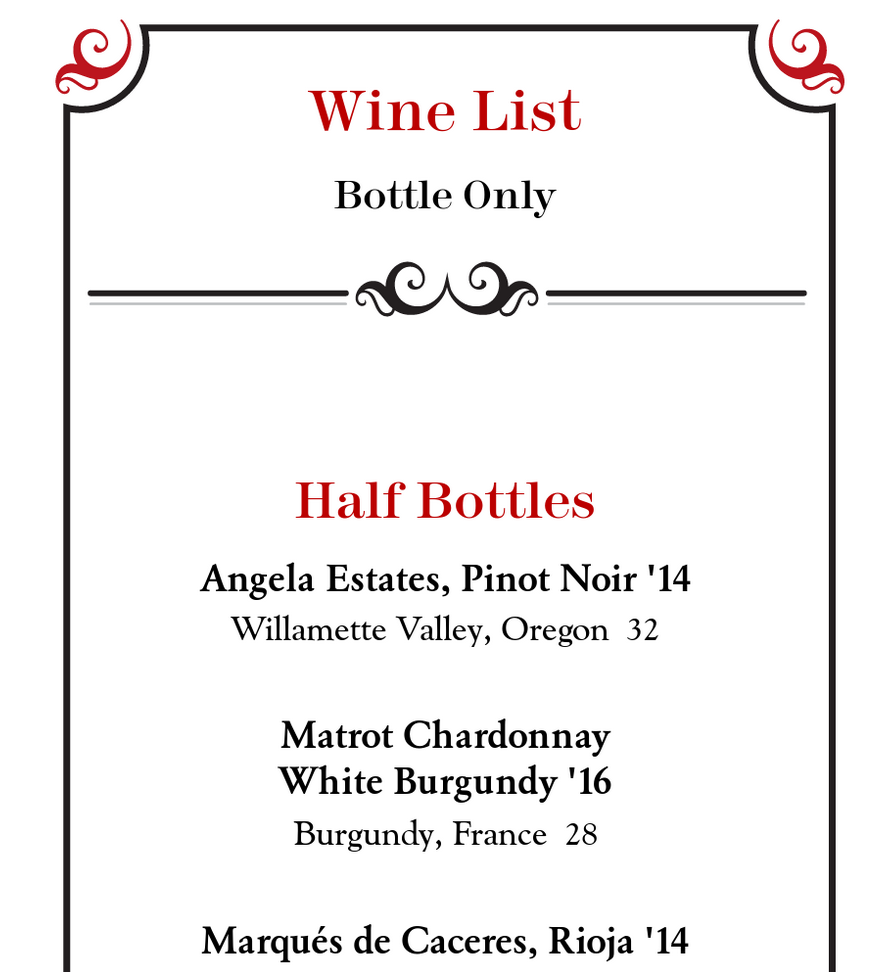 Wine List
Bottle Only
Half Bottles
Angela Estates, Pinot Noir '14
Willamette Valley, Oregon 32
Matrot Chardonnay
White Burgundy '16
Burgundy, France 28
Marqués de Caceres, Rioja '14